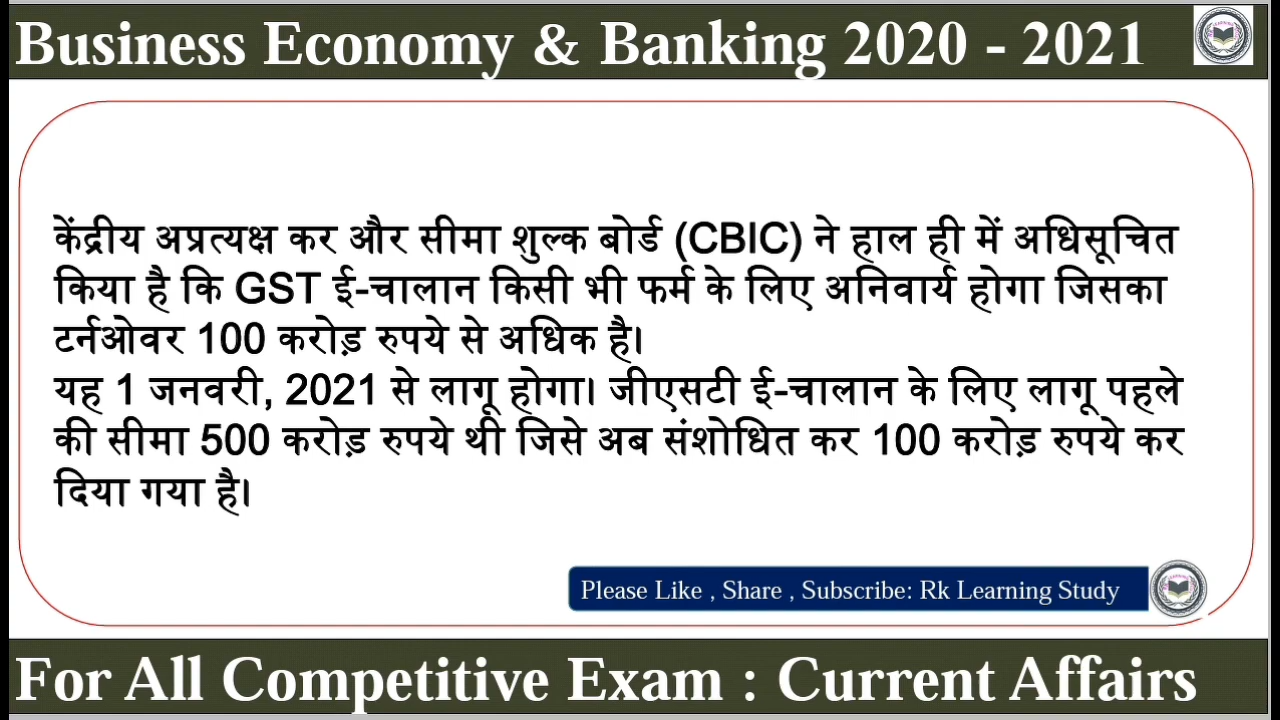 Business Economy & Banking 2020 - 2021
केंद्रीय अप्रत्यक्ष कर और सीमा शुल्क बोर्ड (CBIC) ने हाल ही में अधिसूचित
किया है कि GST ई-चालान किसी भी फर्म के लिए अनिवार्य होगा जिसका
टर्नओवर 100 करोड़ रुपये से अधिक है।
यह 1 जनवरी, 2021 से लागू होगा। जीएसटी ई-चालान के लिए लागू पहले
की सीमा 500 करोड़ रुपये थी जिसे अब संशोधित कर 100 करोड़ रुपये कर
दिया गया है।
Please Like , Share , Subscribe: Rk Learning Study
For All Competitive Exam : Current Affairs